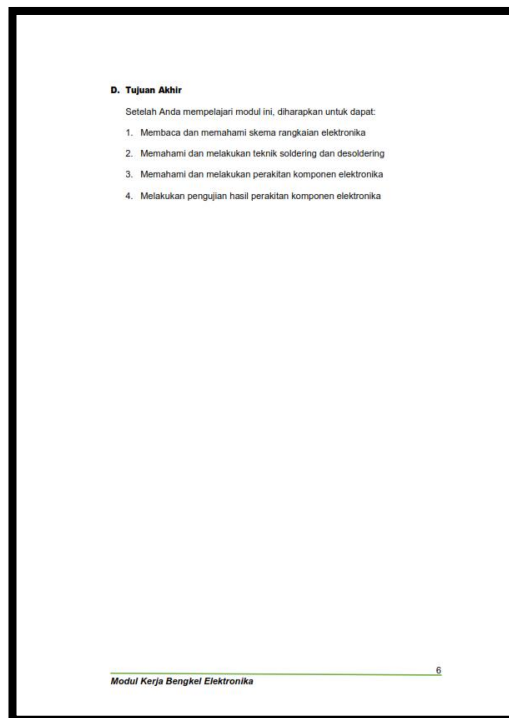 D. Tujuan Akhir
Setelah Anda mempelajari modul ini, diharapkan untuk dapat:
1. Membaca dan memahami skema rangkaian elektronika
2. Memahami dan melakukan teknik soldering dan desoldering
3. Memahami dan melakukan perakitan komponen elektronika
4. Melakukan pengujian hasil perakitan komponen elektronika
6
Modul Kerja Bengkel Elektronika